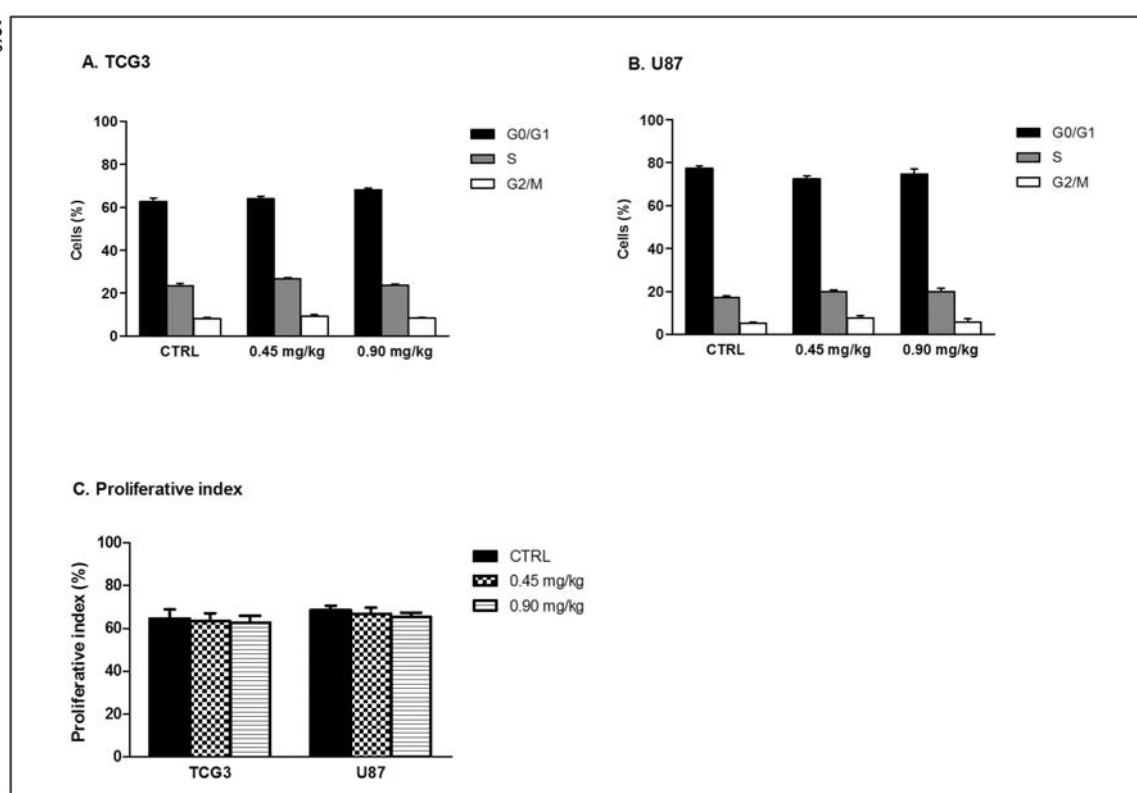 A. TCG3
100
80
60
40
20
0
Cells (%)
CTRL 0.45 mg/kg 0.90 mg/kg
G0/G1
S
G2/M
B. U87
100
80
60
40
20
0
Cells (%)
CTRL 0.45 mg/kg 0.90 mg/kg
G0/G1
S
G2/M
C. Proliferative index
100
80
60
40
20
0
Proliferative index (%)
TCG3 U87
CTRL
0.45 mg/kg
0.90 mg/kg